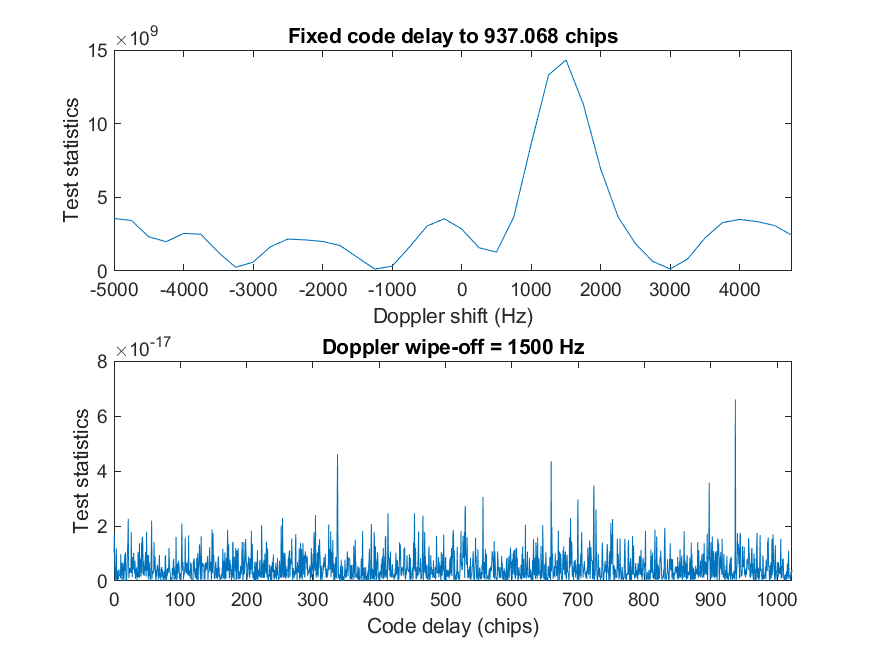 Fixed code delay to 937.068 chips
×10^9
15
10
5
0
Test statistics
-5000 -4000 -3000 -2000 -1000 0 1000 2000 3000 4000
Doppler shift (Hz)
Doppler wipe-off = 1500 Hz
×10^-17
8
6
4
2
0
Test statistics
0 100 200 300 400 500 600 700 800 900 1000
Code delay (chips)